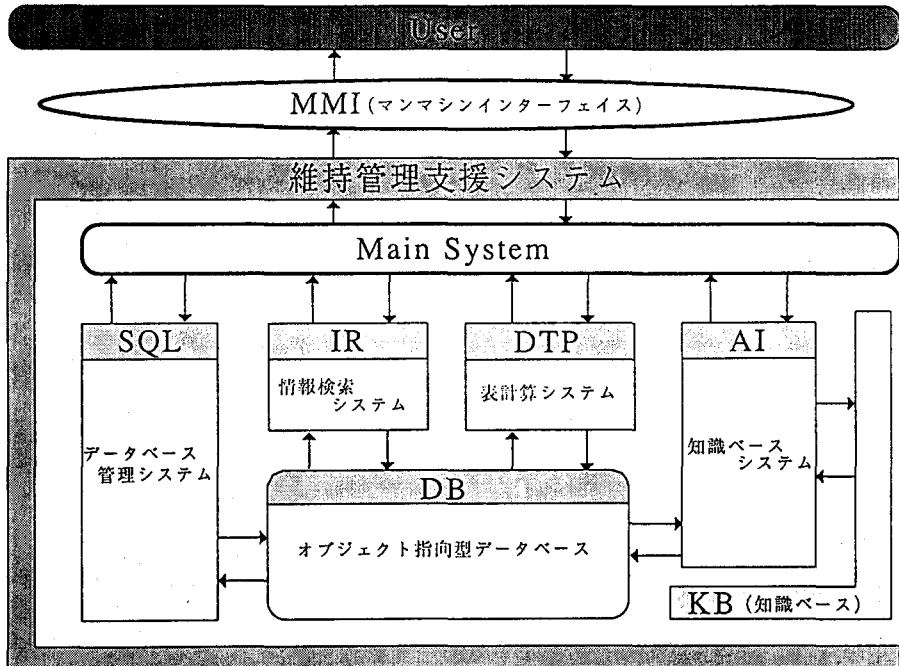 User
MMI (マンマシンインターフェイス)
維持管理支援システム
Main System
SQL
データベース
管理システム
IR
情報検索
システム
DTP
表計算システム
AI
知識ベース
システム
DB
オブジェクト指向型データベース
KB (知識ベース)